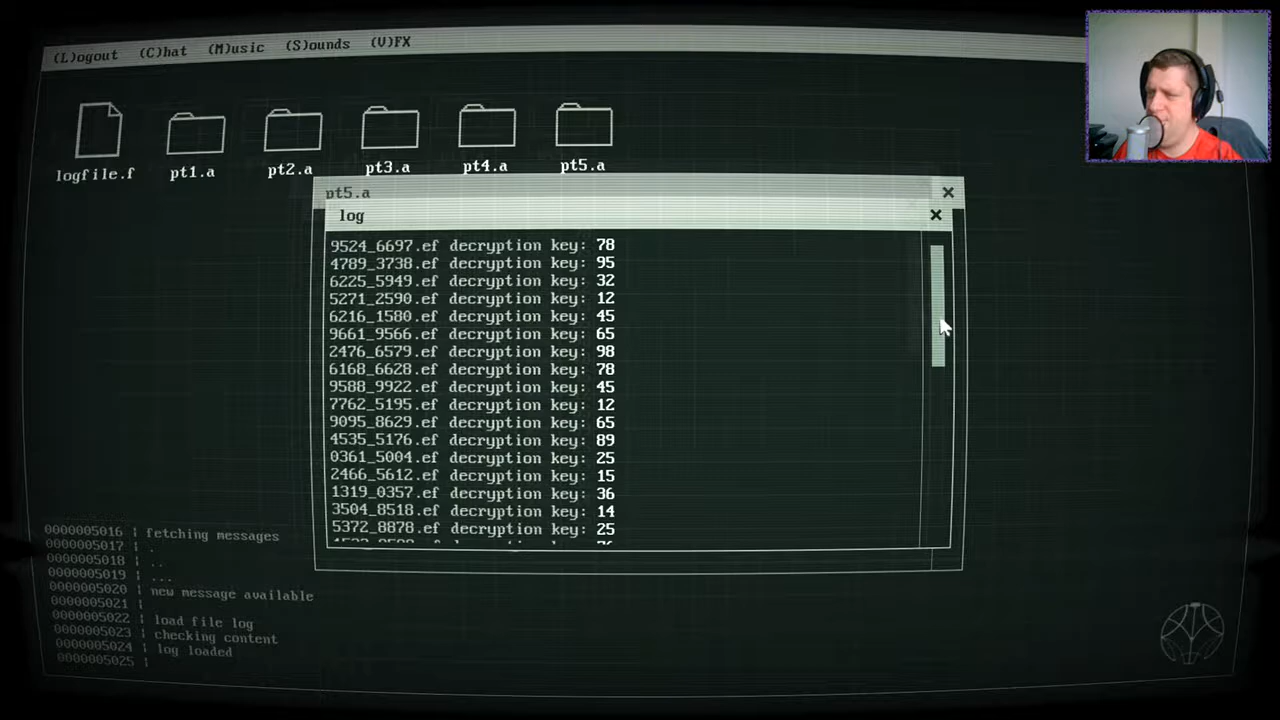 (L)ogout (C)hat (M)usic (S)ounds (V)FX
logfile.f pt1.a pt2.a pt3.a pt4.a pt5.a
pt5.a
log
9524_6697.ef decryption key: 78
4789_3738.ef decryption key: 95
6225_5949.ef decryption key: 32
5271_2590.ef decryption key: 12
6216_1580.ef decryption key: 45
9661_9566.ef decryption key: 65
2476_6579.ef decryption key: 98
6168_6628.ef decryption key: 78
9588_9922.ef decryption key: 45
7762_5195.ef decryption key: 12
9095_8629.ef decryption key: 65
4535_5176.ef decryption key: 89
0361_5004.ef decryption key: 25
2466_5612.ef decryption key: 15
1319_0357.ef decryption key: 36
3504_8518.ef decryption key: 14
5372_8878.ef decryption key: 25
0000005016 | fetching messages
0000005017 | .
0000005018 | ..
0000005019 | ...
0000005020 | new message available
0000005021 |
0000005022 | load file log
0000005023 | checking content
0000005024 | log loaded
0000005025 |